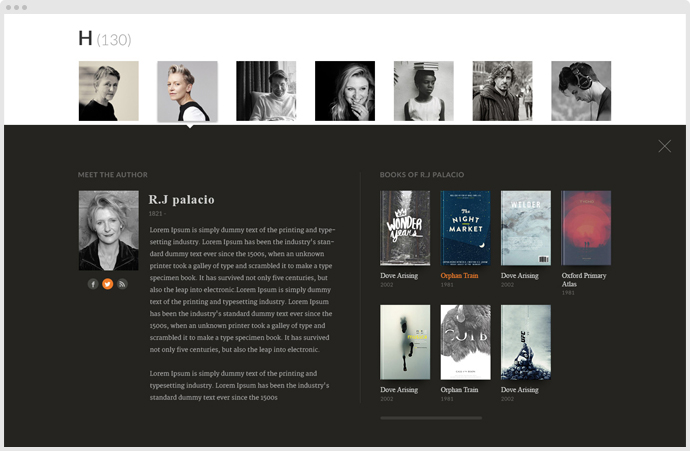 H (130)
MEET THE AUTHOR
R.J palacio
1821 -
Lorem Ipsum is simply dummy text of the printing and type-
setting industry. Lorem Ipsum has been the industry's stan-
dard dummy text ever since the 1500s, when an unknown
printer took a galley of type and scrambled it to make a type
specimen book. It has survived not only five centuries, but
also the leap into electronic.Lorem Ipsum is simply dummy
text of the printing and typesetting industry. Lorem Ipsum
has been the industry's standard dummy text ever since the
1500s, when an unknown printer took a galley of type and
scrambled it to make a type specimen book. It has survived
not only five centuries, but also the leap into electronic.
Lorem Ipsum is simply dummy text of the printing and
typesetting industry. Lorem Ipsum has been the industry's
standard dummy text ever since the 1500s
BOOKS OF R.J PALACIO
MY
WONDER
Years
The
NIGHT
MARKET
Dove Arising
2002
Orphan Train
1981
Dove Arising
2002
Oxford Primary
Atlas
1981
Dove Arising
2002
Orphan Train
1981
Dove Arising
2002